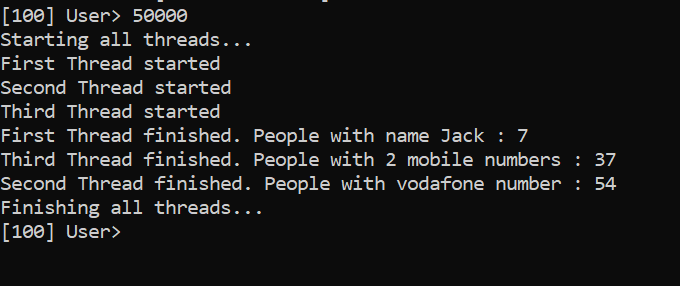 [100] User> 50000
Starting all threads...
First Thread started
Second Thread started
Third Thread started
First Thread finished. People with name Jack : 7
Third Thread finished. People with 2 mobile numbers : 37
Second Thread finished. People with vodafone number : 54
Finishing all threads...
[100] User>